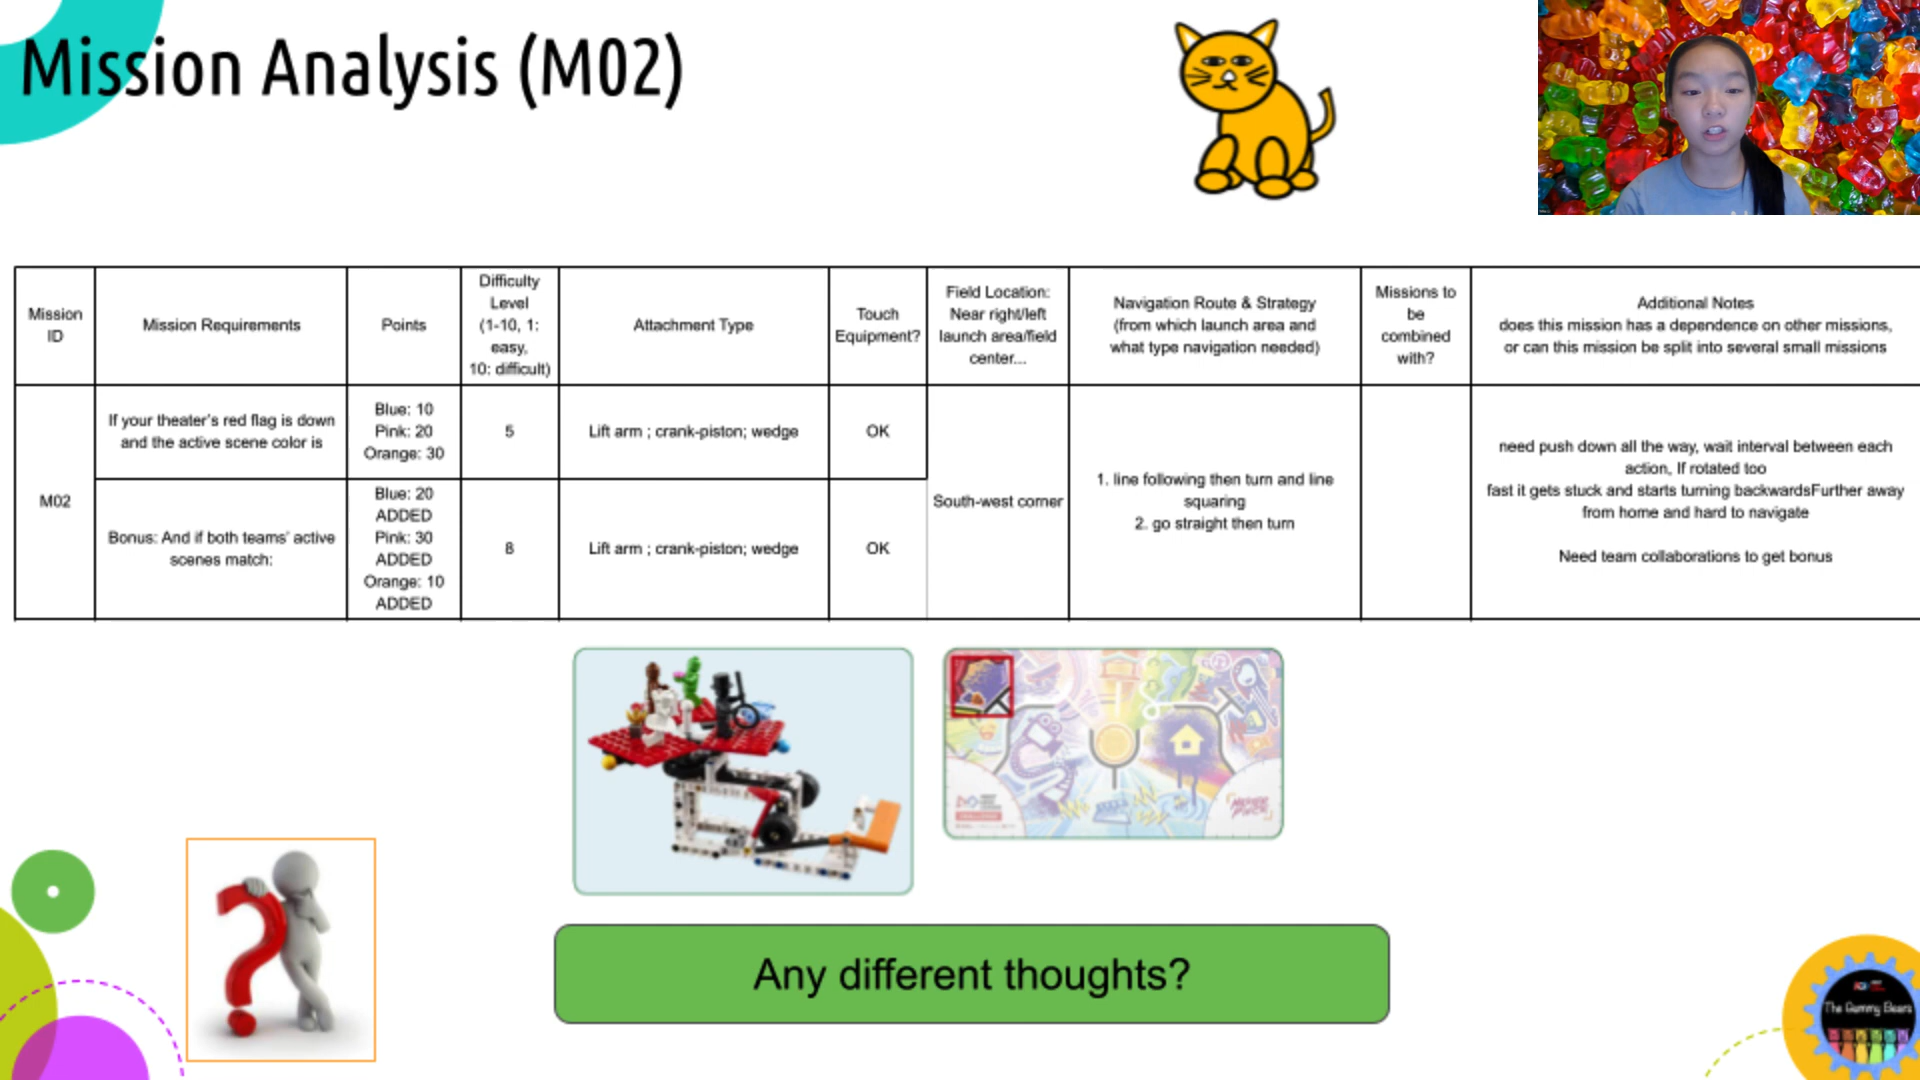 Mission Analysis (M02)
Mission
ID
Mission Requirements
Points
Difficulty
Level
(1-10, 1:
easy,
10: difficult)
Attachment Type
Touch
Equipment?
Field Location:
Near right/left
launch area/field
center...
Navigation Route & Strategy
(from which launch area and
what type navigation needed)
Missions to
be
combined
with?
Additional Notes
does this mission has a dependence on other missions,
or can this mission be split into several small missions
M02
If your theater's red flag is down
and the active scene color is
Blue: 10
Pink: 20
Orange: 30
5
Lift arm ; crank-piston; wedge
OK
Bonus: And if both teams' active
scenes match:
Blue: 20
ADDED
Pink: 30
ADDED
Orange: 10
ADDED
8
Lift arm ; crank-piston; wedge
OK
South-west corner
1. line following then turn and line
squaring
2. go straight then turn
need push down all the way, wait interval between each
action, If rotated too
fast it gets stuck and starts turning backwardsFurther away
from home and hard to navigate
Need team collaborations to get bonus
Any different thoughts?
The Gummy Bears